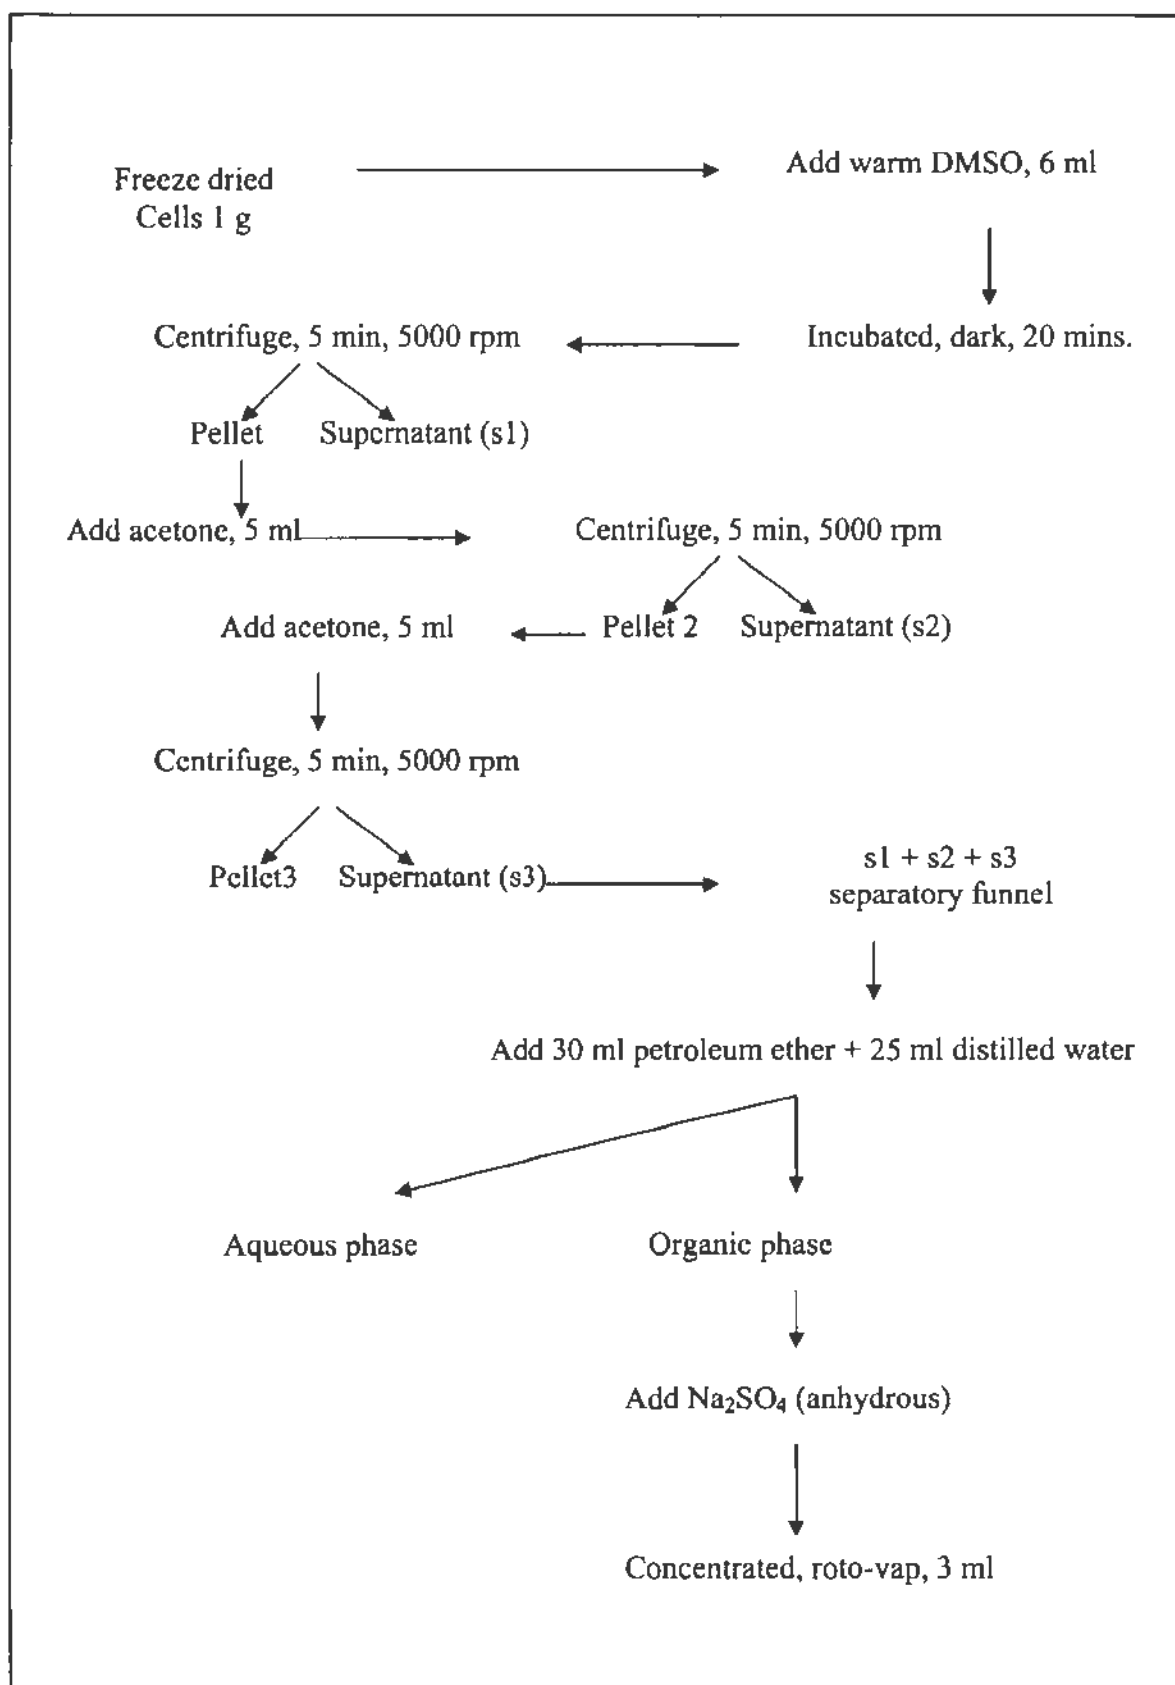 Freeze dried
Cells 1 g
Add warm DMSO, 6 ml
Incubated, dark, 20 mins.
Centrifuge, 5 min, 5000 rpm
Pellet
Supernatant (s1)
Add acetone, 5 ml
Centrifuge, 5 min, 5000 rpm
Pellet 2
Supernatant (s2)
Add acetone, 5 ml
Centrifuge, 5 min, 5000 rpm
Pellet3
Supernatant (s3)
s1 + s2 + s3
separatory funnel
Add 30 ml petroleum ether + 25 ml distilled water
Aqueous phase
Organic phase
Add Na₂SO₄ (anhydrous)
Concentrated, roto-vap, 3 ml